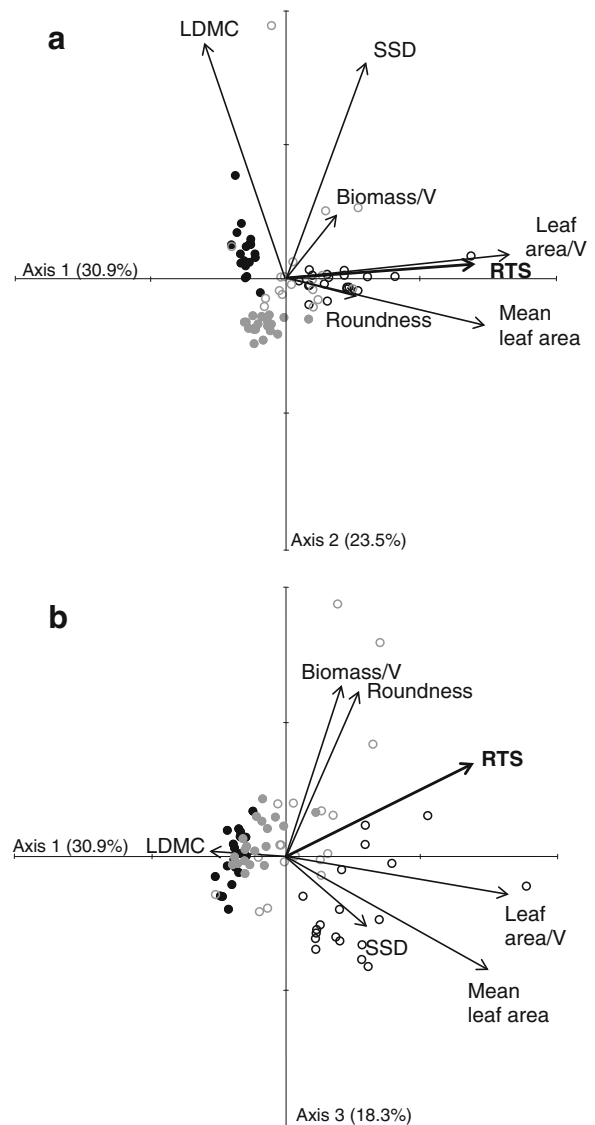 a
LDMC
SSD
Biomass/V
Leaf
area/V
Axis 1 (30.9%)
RTS
Roundness
Mean
leaf area
Axis 2 (23.5%)
b
Biomass/V
Roundness
RTS
Axis 1 (30.9%)
LDMC
Leaf
area/V
SSD
Mean
leaf area
Axis 3 (18.3%)